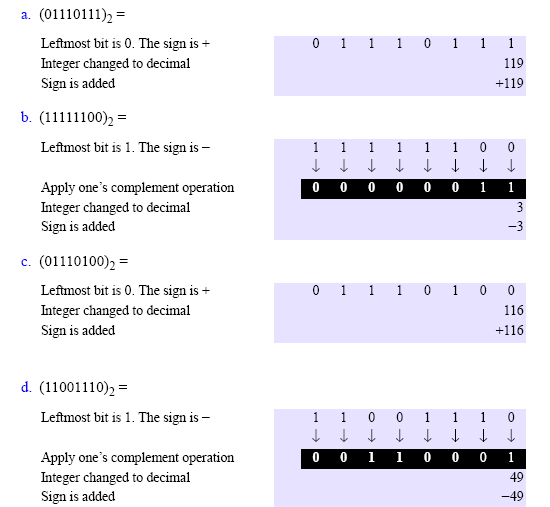 a. (01110111)₂ =
Leftmost bit is 0. The sign is + 0 1 1 1 0 1 1 1
Integer changed to decimal 119
Sign is added +119
b. (11111100)₂ =
Leftmost bit is 1. The sign is − 1 1 1 1 1 1 0 0
↓ ↓ ↓ ↓ ↓ ↓ ↓ ↓
Apply one’s complement operation 0 0 0 0 0 0 1 1
Integer changed to decimal 3
Sign is added −3
c. (01110100)₂ =
Leftmost bit is 0. The sign is + 0 1 1 1 0 1 0 0
Integer changed to decimal 116
Sign is added +116
d. (11001110)₂ =
Leftmost bit is 1. The sign is − 1 1 0 0 1 1 1 0
↓ ↓ ↓ ↓ ↓ ↓ ↓ ↓
Apply one’s complement operation 0 0 1 1 0 0 0 1
Integer changed to decimal 49
Sign is added −49